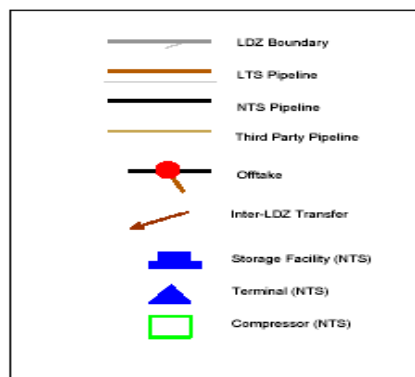 LDZ Boundary
LTS Pipeline
NTS Pipeline
Third Party Pipeline
Offtake
Inter-LDZ Transfer
Storage Facility (NTS)
Terminal (NTS)
Compressor (NTS)